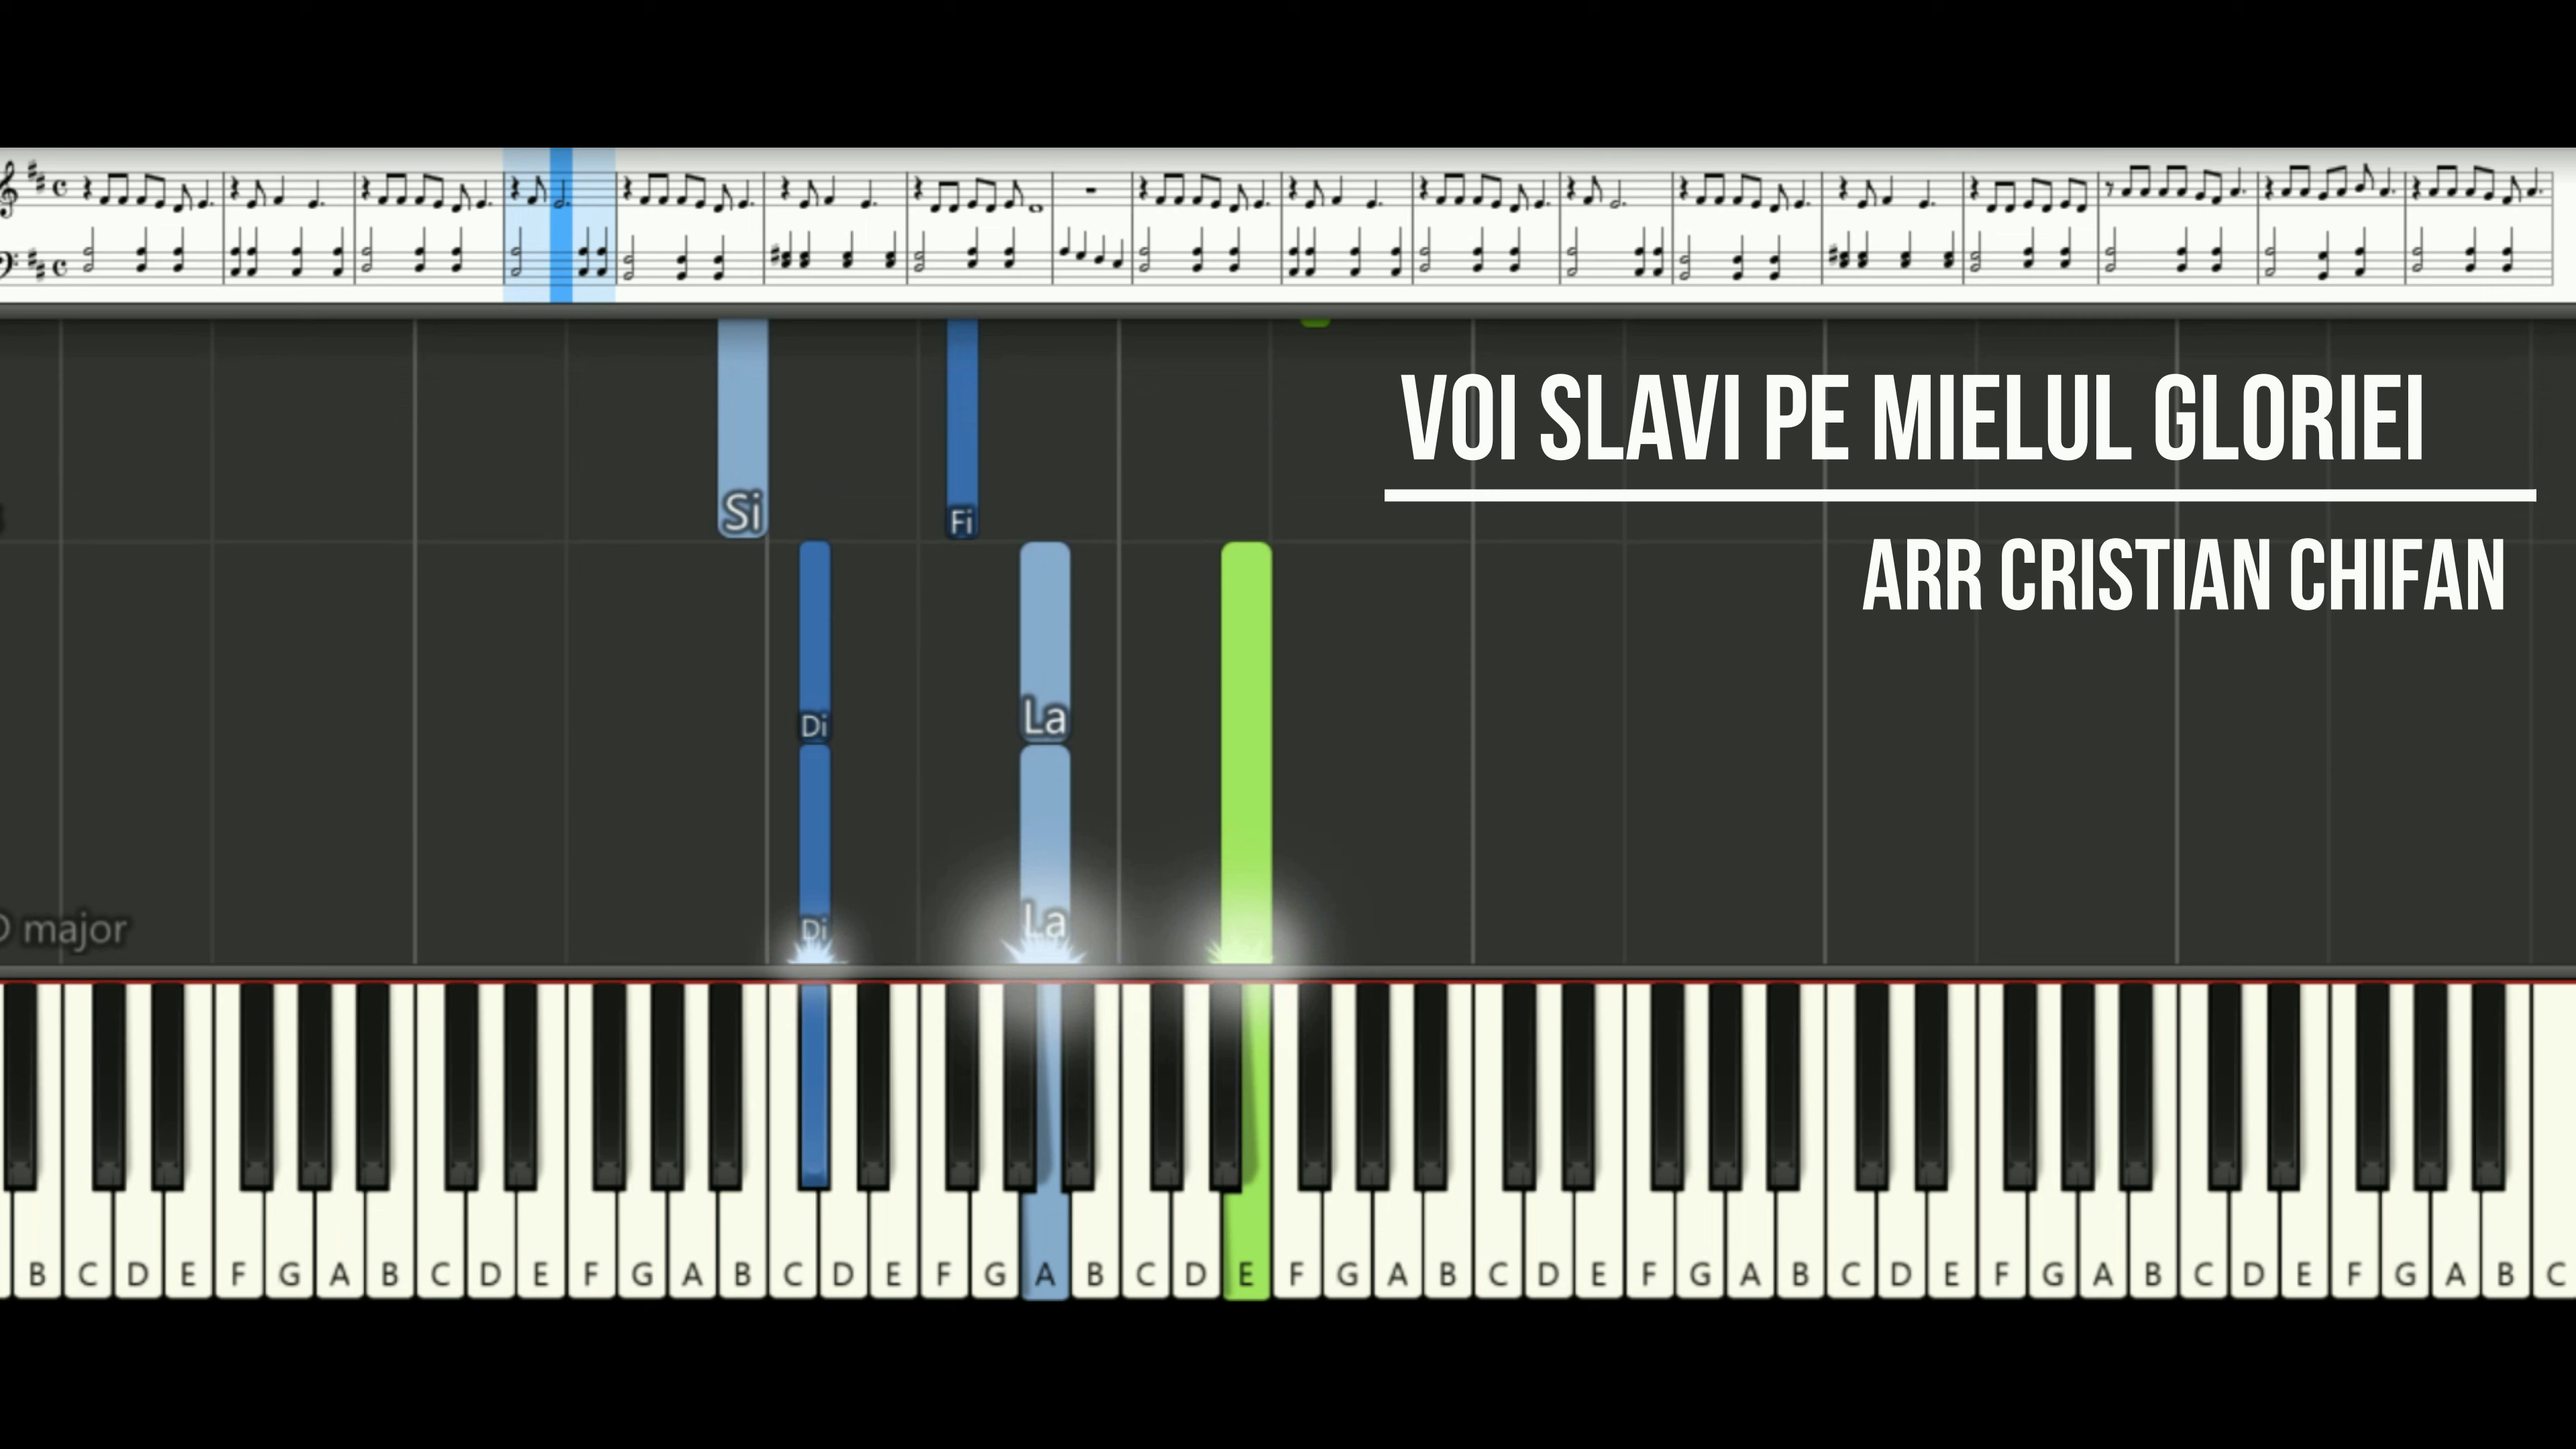 VOI SLAVI PE MIELUL GLORIEI
Si
Fi
ARR CRISTIAN CHIFAN
Di
La
Di
La
D major
B C D E F G A B C D E F G A B C D E F G A B C D E F G A B C D E F G A B C D E F G A B C D E F G A B C